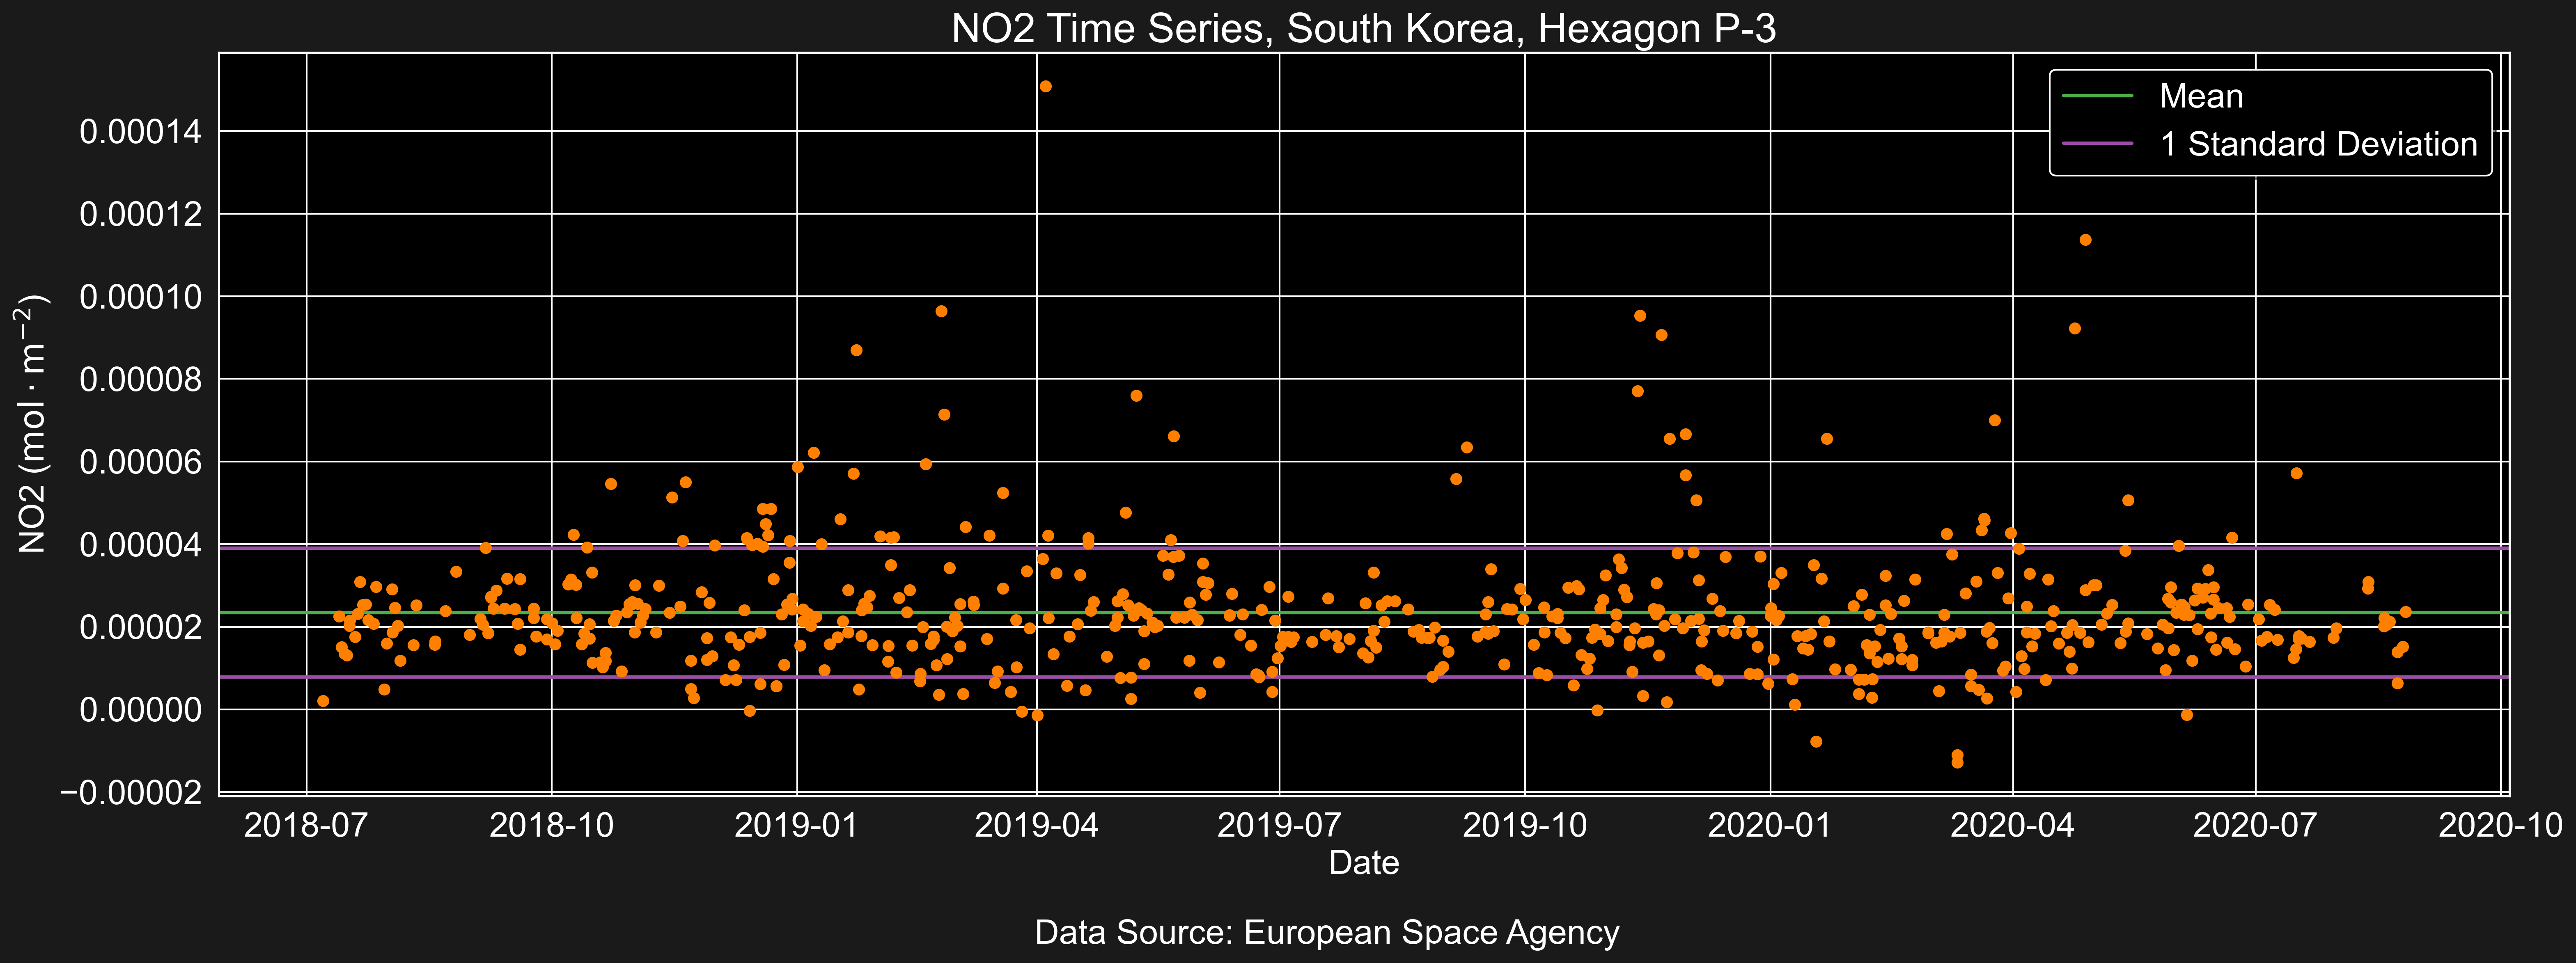 NO2 Time Series, South Korea, Hexagon P-3
Mean
1 Standard Deviation
0.00014
0.00012
0.00010
0.00008
0.00006
0.00004
0.00002
0.00000
−0.00002
NO2 (mol · m⁻²)
2018-07 2018-10 2019-01 2019-04 2019-07 2019-10 2020-01 2020-04 2020-07 2020-10
Date
Data Source: European Space Agency